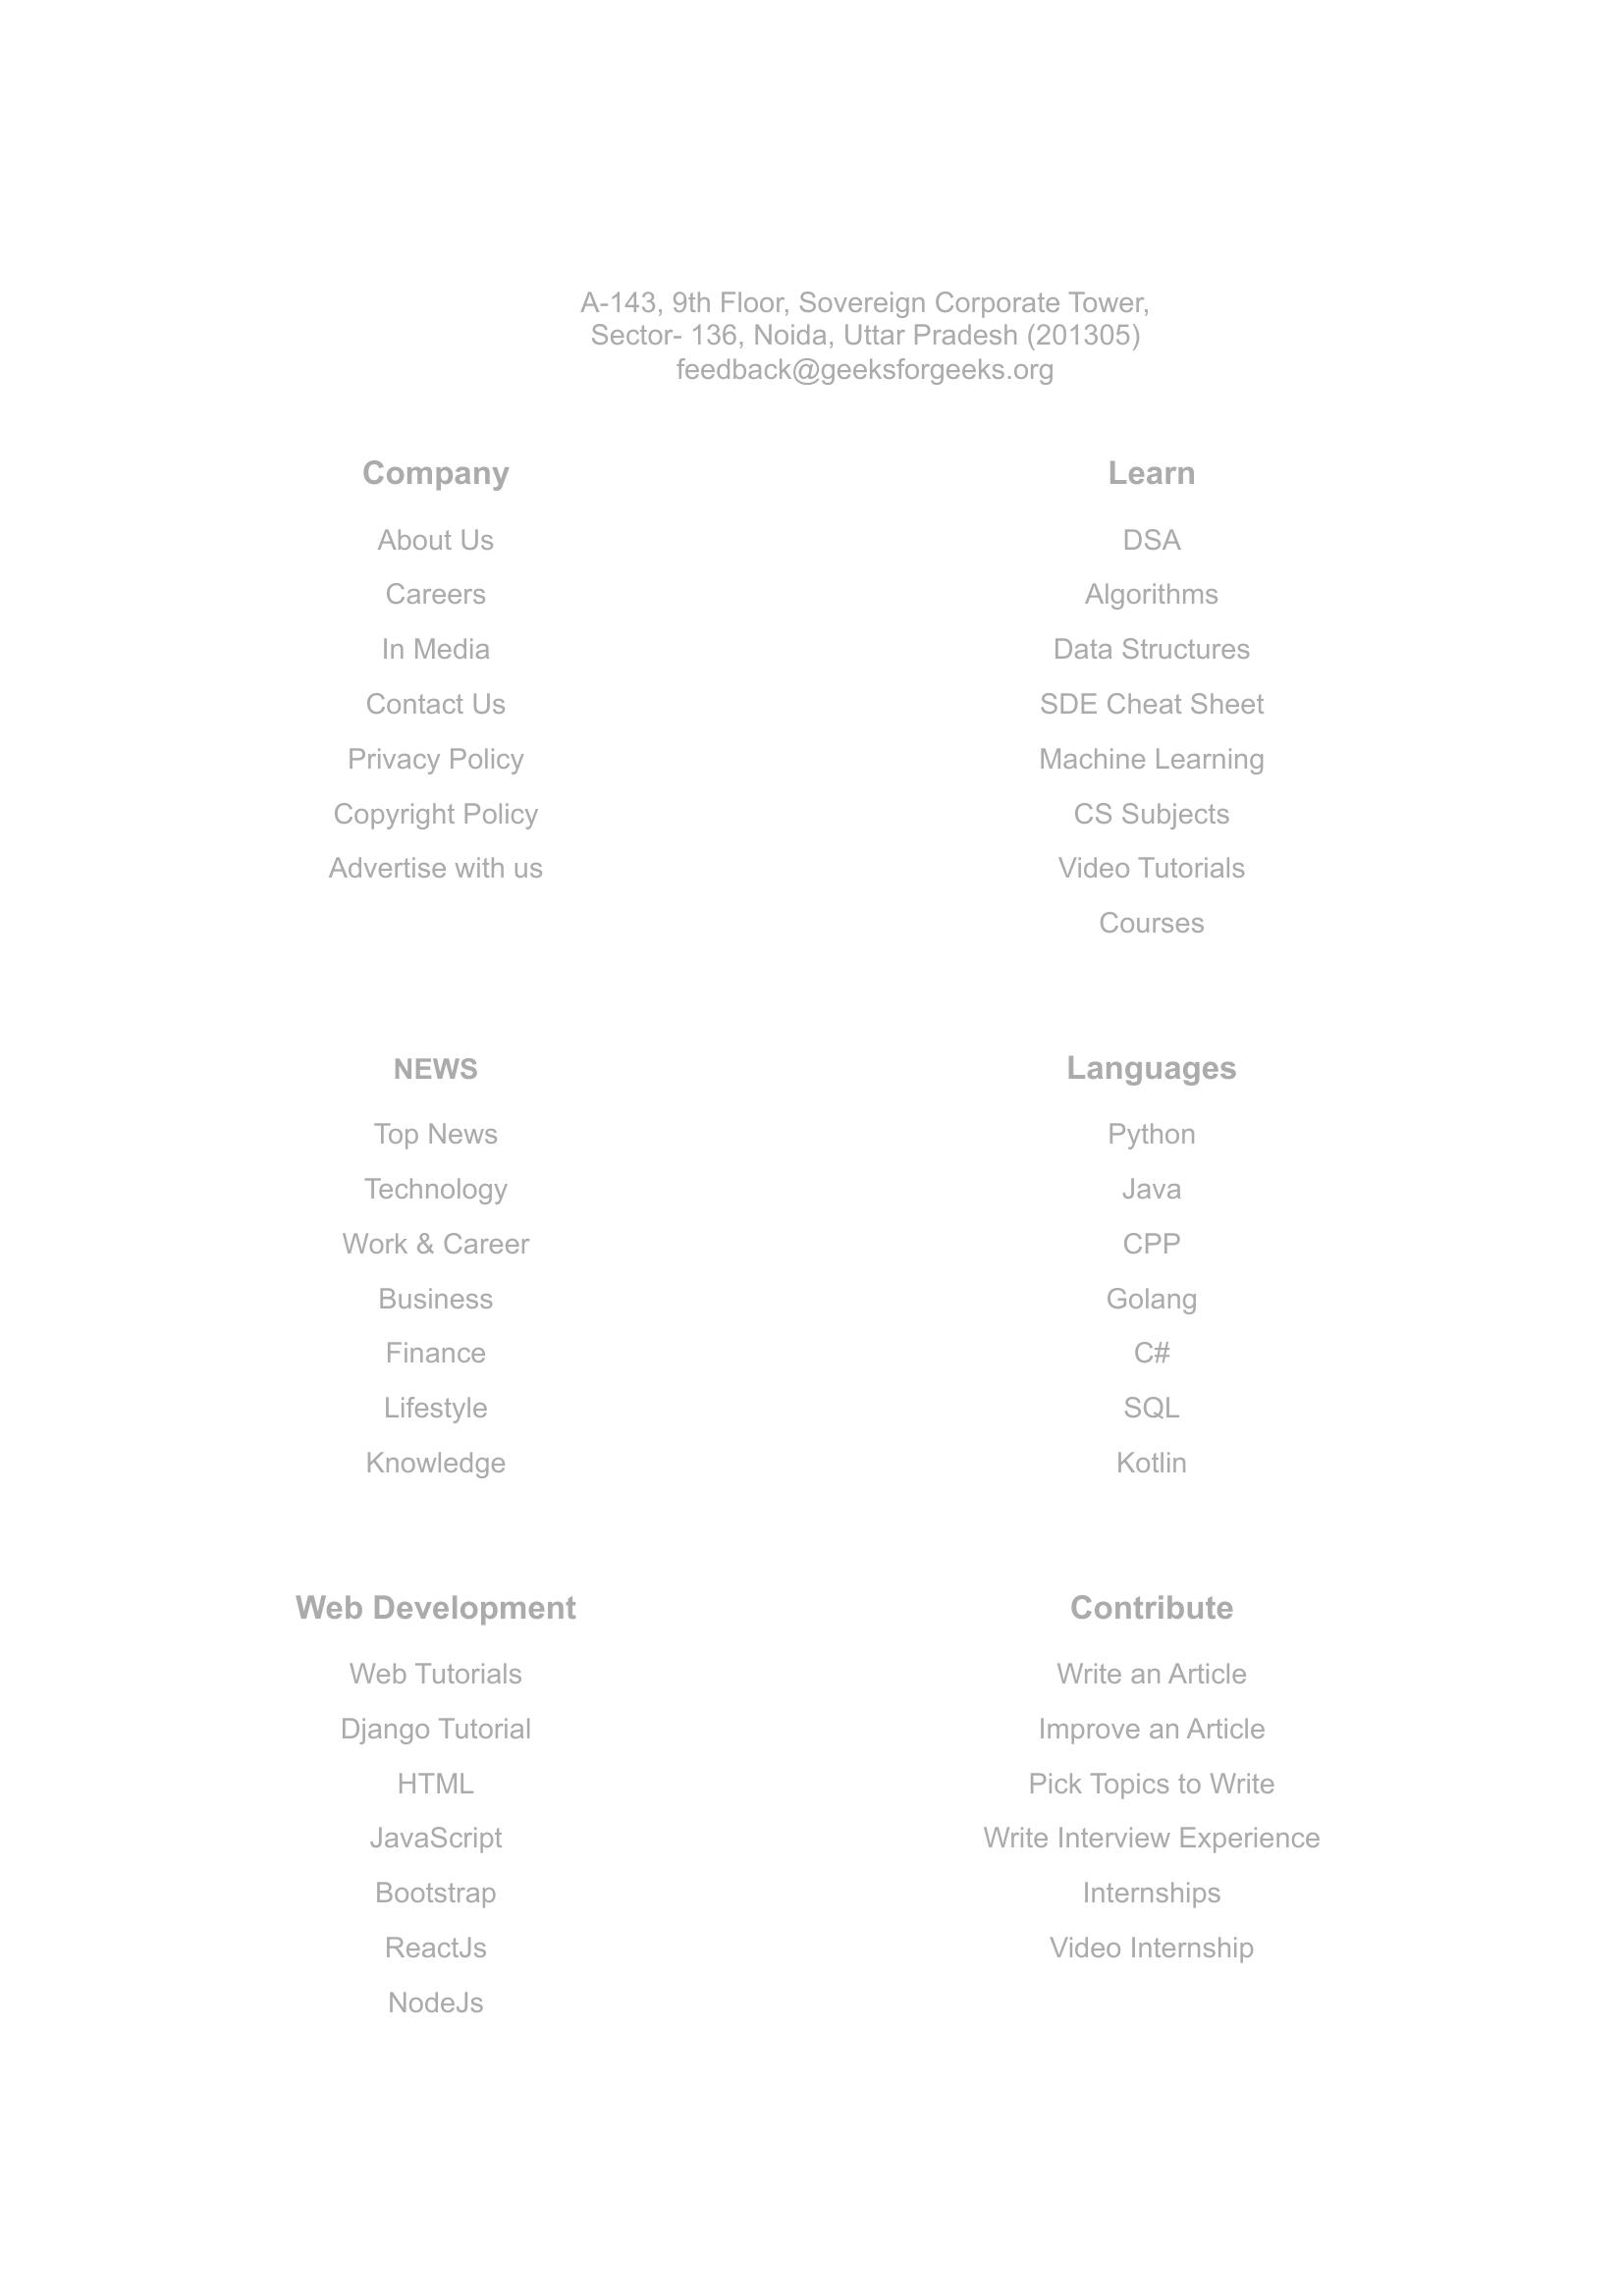 A-143, 9th Floor, Sovereign Corporate Tower,
Sector- 136, Noida, Uttar Pradesh (201305)
feedback@geeksforgeeks.org
Company
About Us
Careers
In Media
Contact Us
Privacy Policy
Copyright Policy
Advertise with us
Learn
DSA
Algorithms
Data Structures
SDE Cheat Sheet
Machine Learning
CS Subjects
Video Tutorials
Courses
NEWS
Top News
Technology
Work & Career
Business
Finance
Lifestyle
Knowledge
Languages
Python
Java
CPP
Golang
C#
SQL
Kotlin
Web Development
Web Tutorials
Django Tutorial
HTML
JavaScript
Bootstrap
ReactJs
NodeJs
Contribute
Write an Article
Improve an Article
Pick Topics to Write
Write Interview Experience
Internships
Video Internship